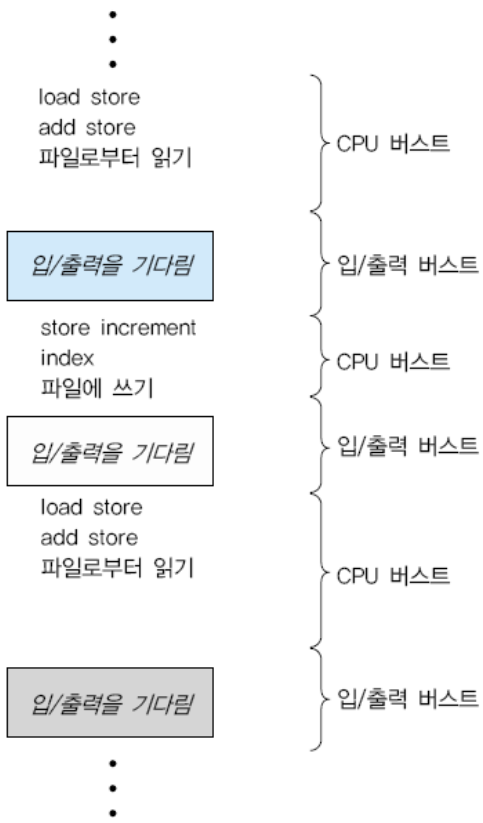 load store
add store
파일로부터 읽기
CPU 버스트
입/출력을 기다림
입/출력 버스트
store increment
index
파일에 쓰기
CPU 버스트
입/출력을 기다림
입/출력 버스트
load store
add store
파일로부터 읽기
CPU 버스트
입/출력을 기다림
입/출력 버스트